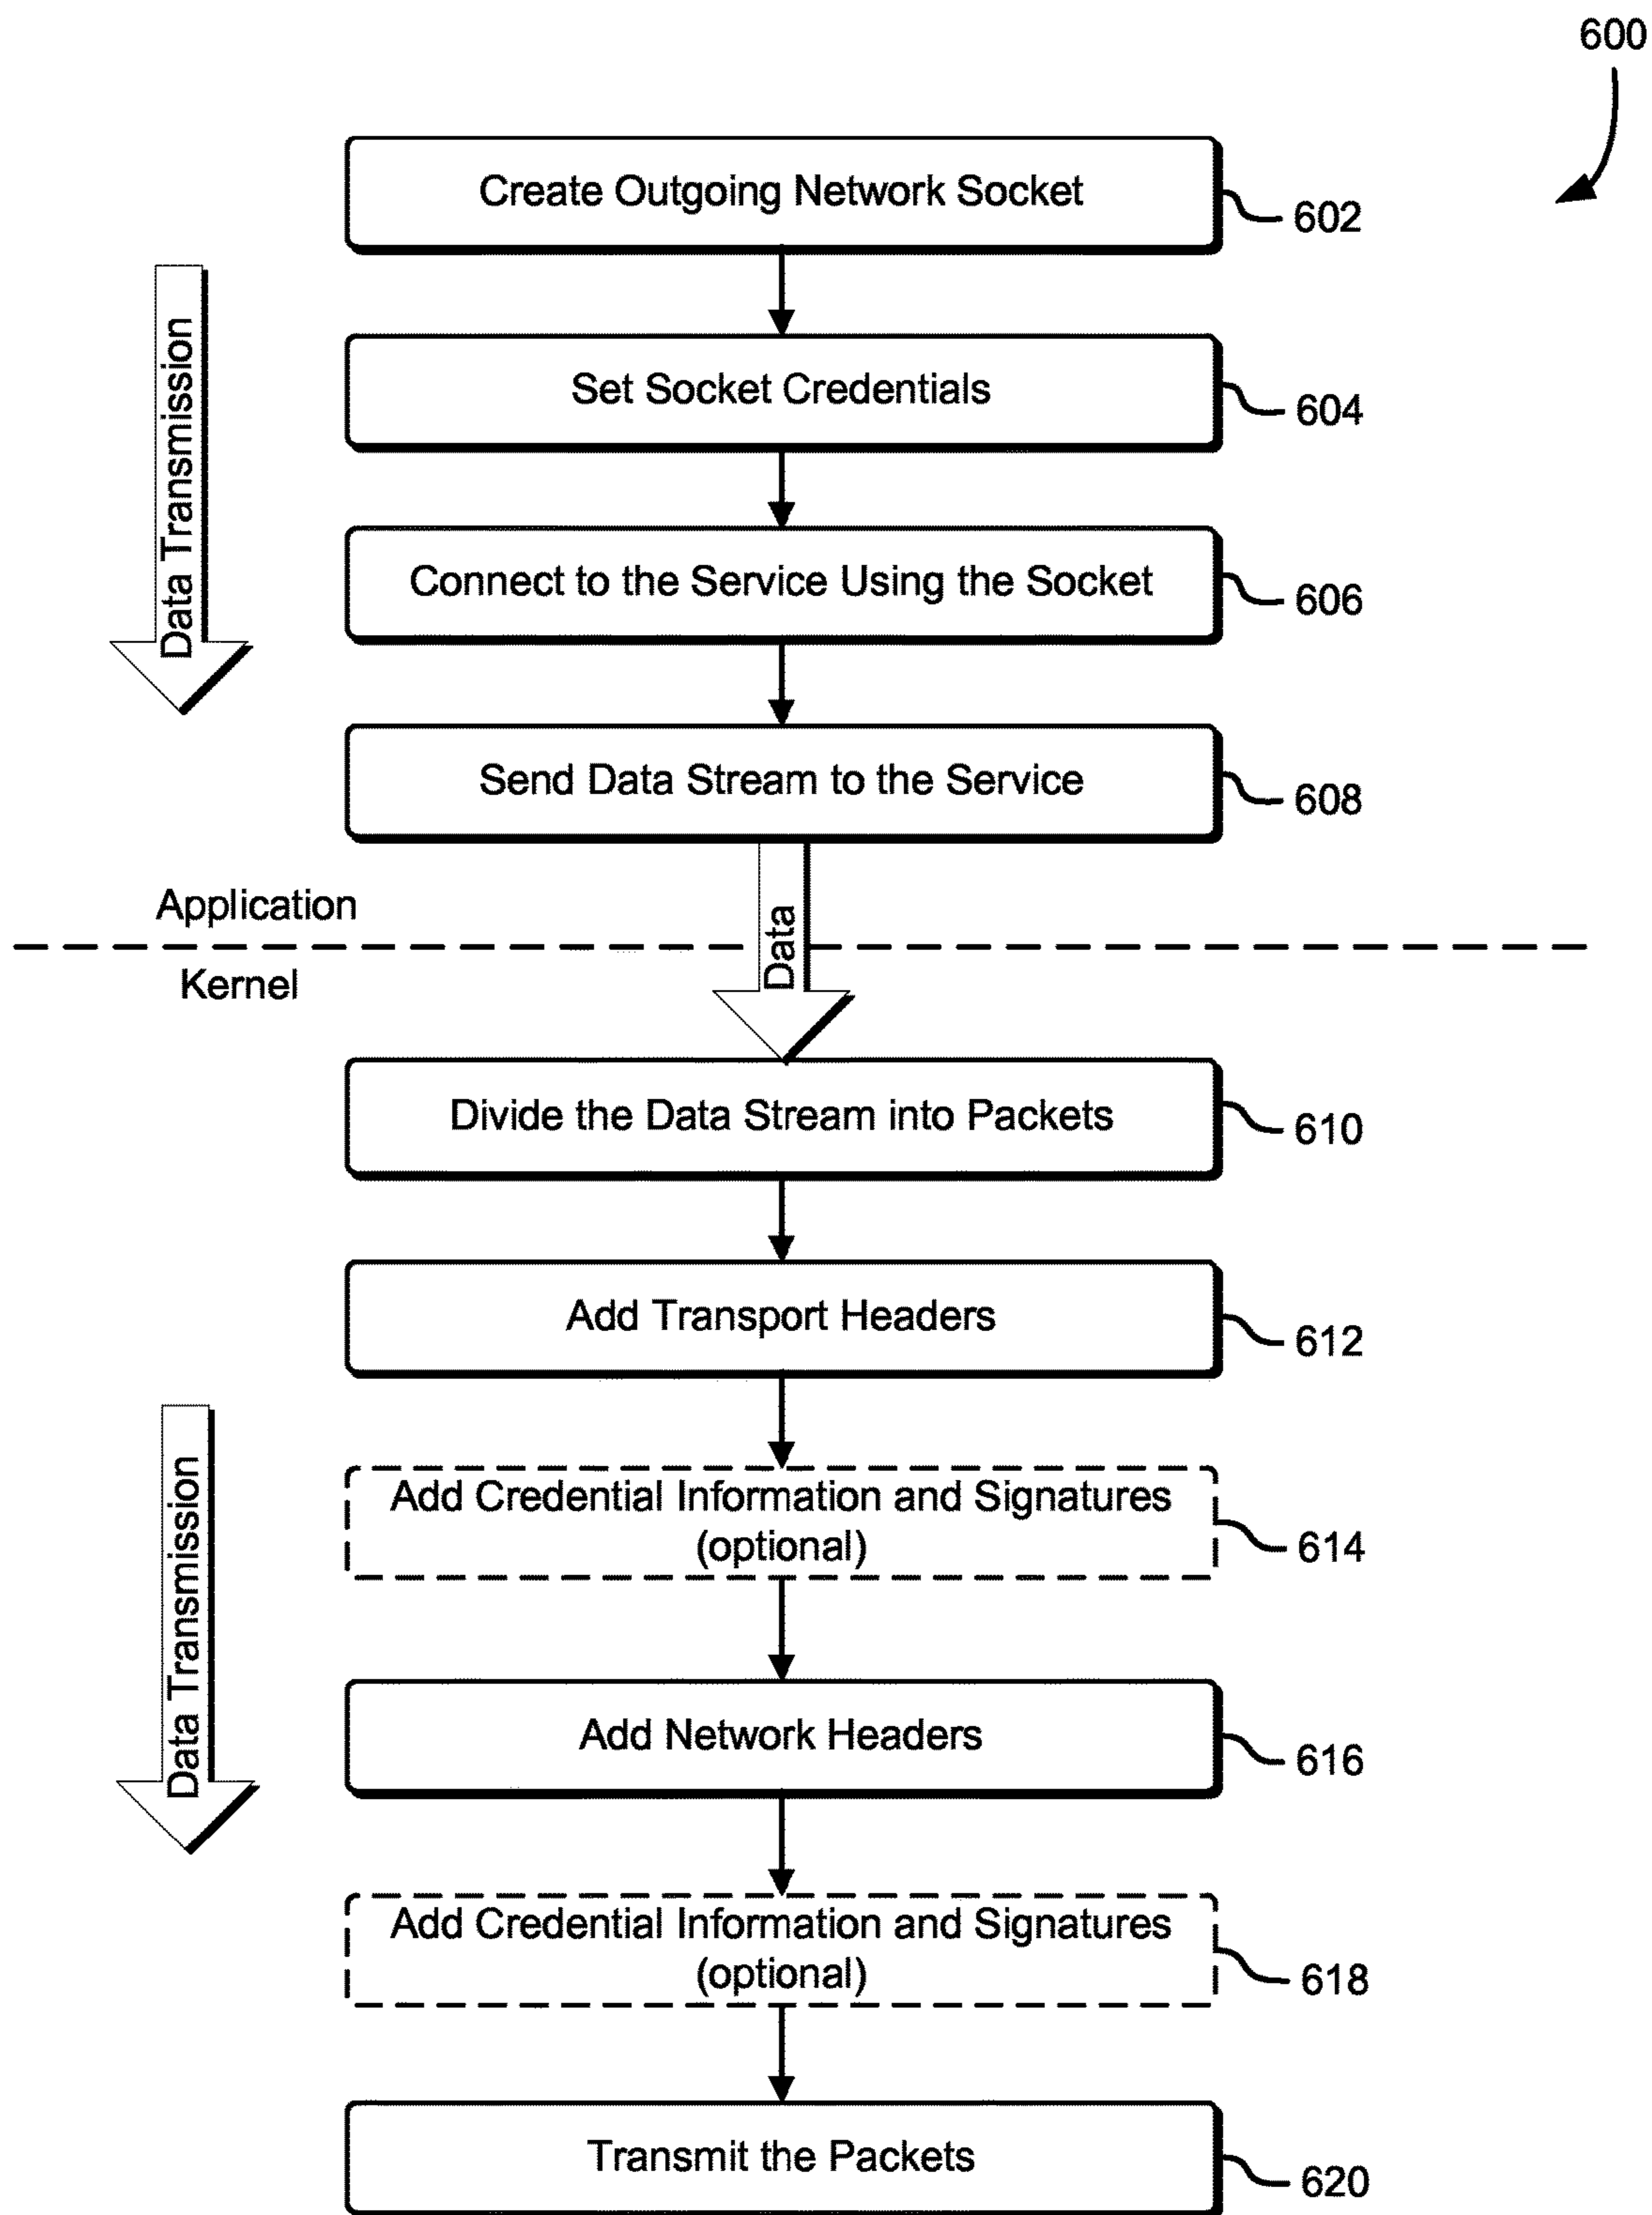 600
Create Outgoing Network Socket
602
Data Transmission
Set Socket Credentials
604
Connect to the Service Using the Socket
606
Send Data Stream to the Service
608
Application
Data
Kernel
Divide the Data Stream into Packets
610
Add Transport Headers
612
Data Transmission
Add Credential Information and Signatures
(optional)
614
Add Network Headers
616
Add Credential Information and Signatures
(optional)
618
Transmit the Packets
620